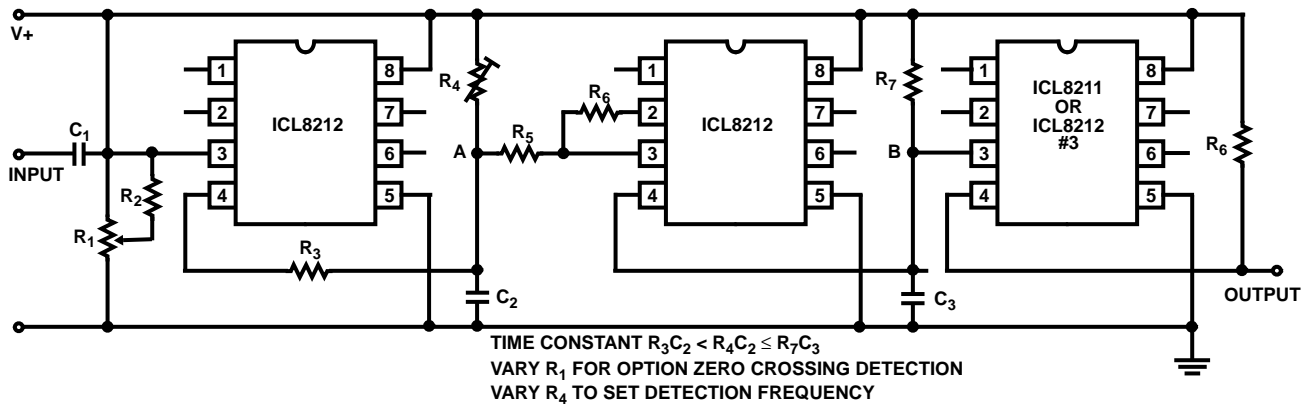 V+
INPUT
C1
R1
R2
1
2
3
4
ICL8212
8
7
6
5
R3
R4
A
R5
R6
C2
1
2
3
4
ICL8212
8
7
6
5
R7
B
C3
1
2
3
4
ICL8211
OR
ICL8212
#3
8
7
6
5
R6
OUTPUT
TIME CONSTANT R3C2 < R4C2 ≤ R7C3
VARY R1 FOR OPTION ZERO CROSSING DETECTION
VARY R4 TO SET DETECTION FREQUENCY